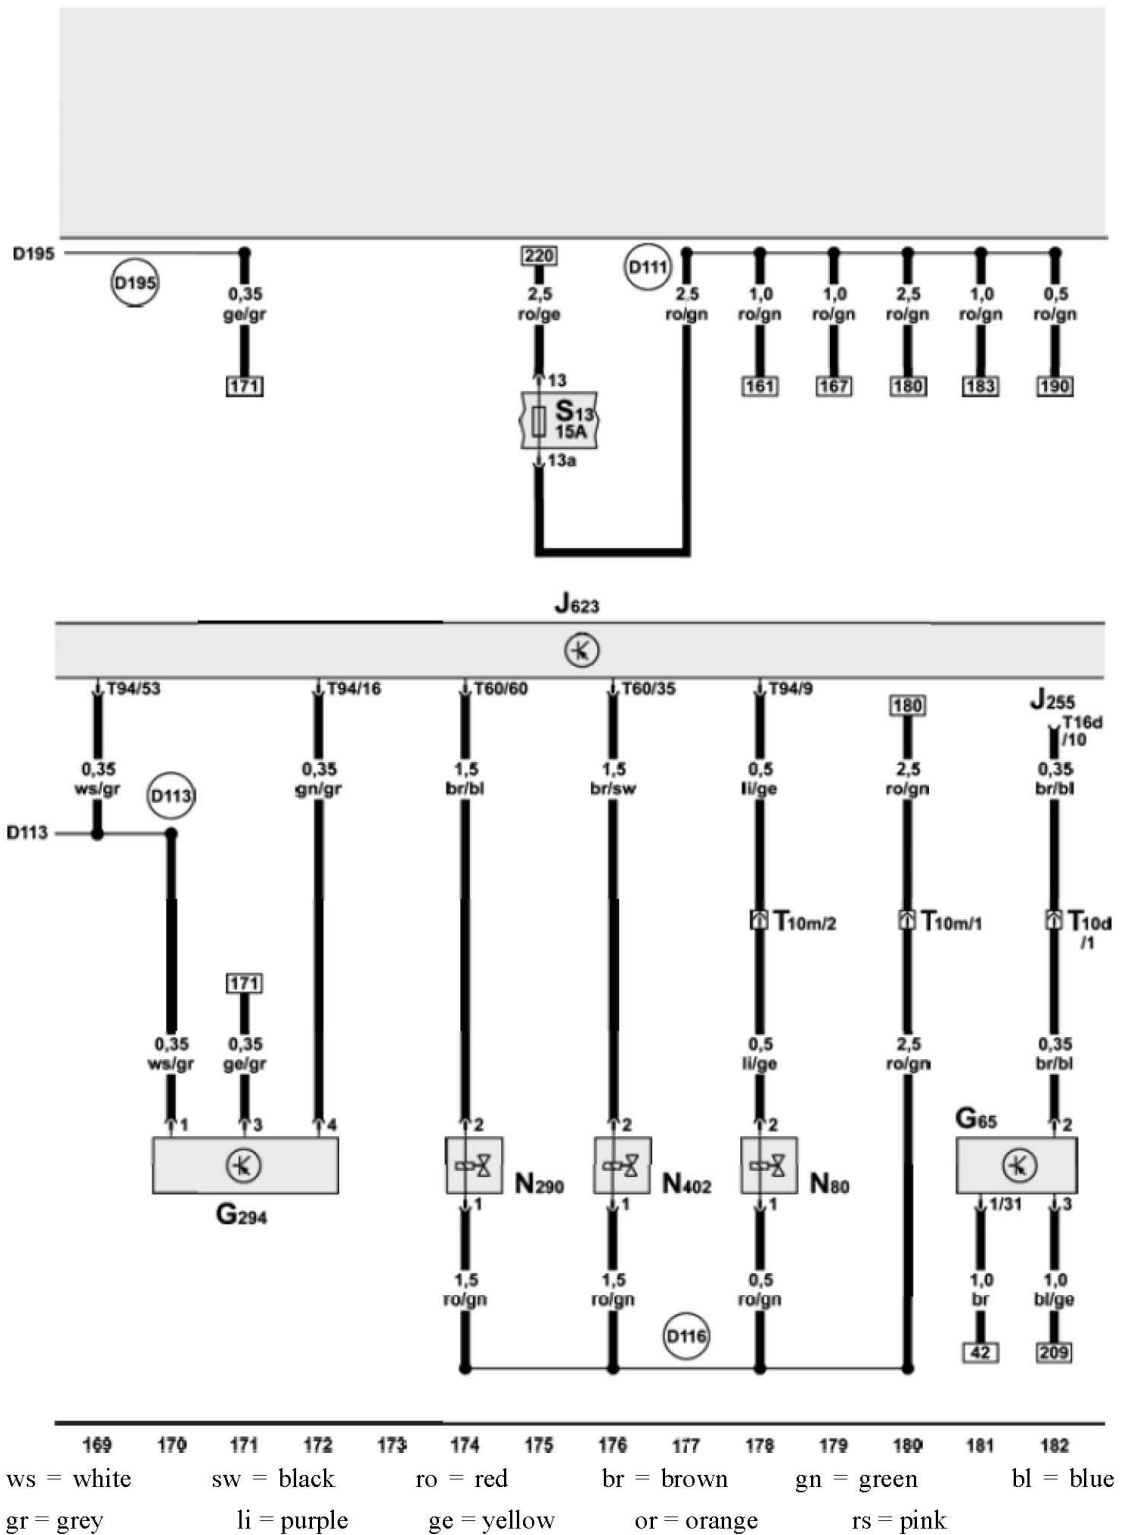 D195
D195
220
D111
0,35
ge/gr
2,5
ro/ge
2,5
ro/gn
1,0
ro/gn
1,0
ro/gn
2,5
ro/gn
1,0
ro/gn
0,5
ro/gn
171
13
S13
15A
13a
161
167
180
183
190
J623
T94/53
T94/16
T60/60
T60/35
T94/9
180
J255
T16d
/10
0,35
ws/gr
D113
0,35
gn/gr
1,5
br/bl
1,5
br/sw
0,5
li/ge
2,5
ro/gn
0,35
br/bl
D113
T10m/2
T10m/1
T10d
/1
171
0,35
ws/gr
0,35
ge/gr
0,5
li/ge
2,5
ro/gn
0,35
br/bl
1
3
4
2
2
2
G65
2
G294
N290
N402
N80
1
1
1
1/31
3
1,5
ro/gn
1,5
ro/gn
0,5
ro/gn
1,0
br
1,0
bl/ge
D116
42
209
169 170 171 172 173 174 175 176 177 178 179 180 181 182
ws = white sw = black ro = red br = brown gn = green bl = blue
gr = grey li = purple ge = yellow or = orange rs = pink